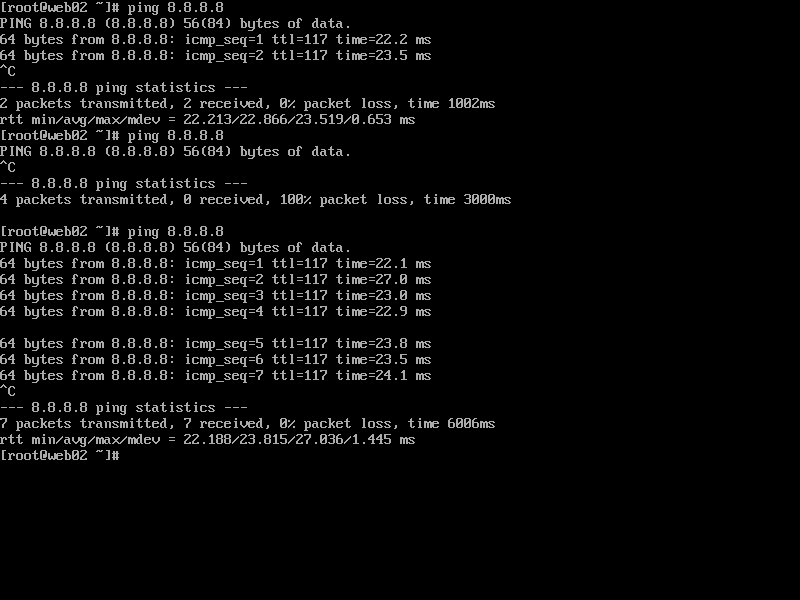 [root@web02 ~]# ping 8.8.8.8
PING 8.8.8.8 (8.8.8.8) 56(84) bytes of data.
64 bytes from 8.8.8.8: icmp_seq=1 ttl=117 time=22.2 ms
64 bytes from 8.8.8.8: icmp_seq=2 ttl=117 time=23.5 ms
^C
--- 8.8.8.8 ping statistics ---
2 packets transmitted, 2 received, 0% packet loss, time 1002ms
rtt min/avg/max/mdev = 22.213/22.866/23.519/0.653 ms
[root@web02 ~]# ping 8.8.8.8
PING 8.8.8.8 (8.8.8.8) 56(84) bytes of data.
^C
--- 8.8.8.8 ping statistics ---
4 packets transmitted, 0 received, 100% packet loss, time 3000ms

[root@web02 ~]# ping 8.8.8.8
PING 8.8.8.8 (8.8.8.8) 56(84) bytes of data.
64 bytes from 8.8.8.8: icmp_seq=1 ttl=117 time=22.1 ms
64 bytes from 8.8.8.8: icmp_seq=2 ttl=117 time=27.0 ms
64 bytes from 8.8.8.8: icmp_seq=3 ttl=117 time=23.0 ms
64 bytes from 8.8.8.8: icmp_seq=4 ttl=117 time=22.9 ms

64 bytes from 8.8.8.8: icmp_seq=5 ttl=117 time=23.8 ms
64 bytes from 8.8.8.8: icmp_seq=6 ttl=117 time=23.5 ms
64 bytes from 8.8.8.8: icmp_seq=7 ttl=117 time=24.1 ms
^C
--- 8.8.8.8 ping statistics ---
7 packets transmitted, 7 received, 0% packet loss, time 6006ms
rtt min/avg/max/mdev = 22.188/23.815/27.036/1.445 ms
[root@web02 ~]#